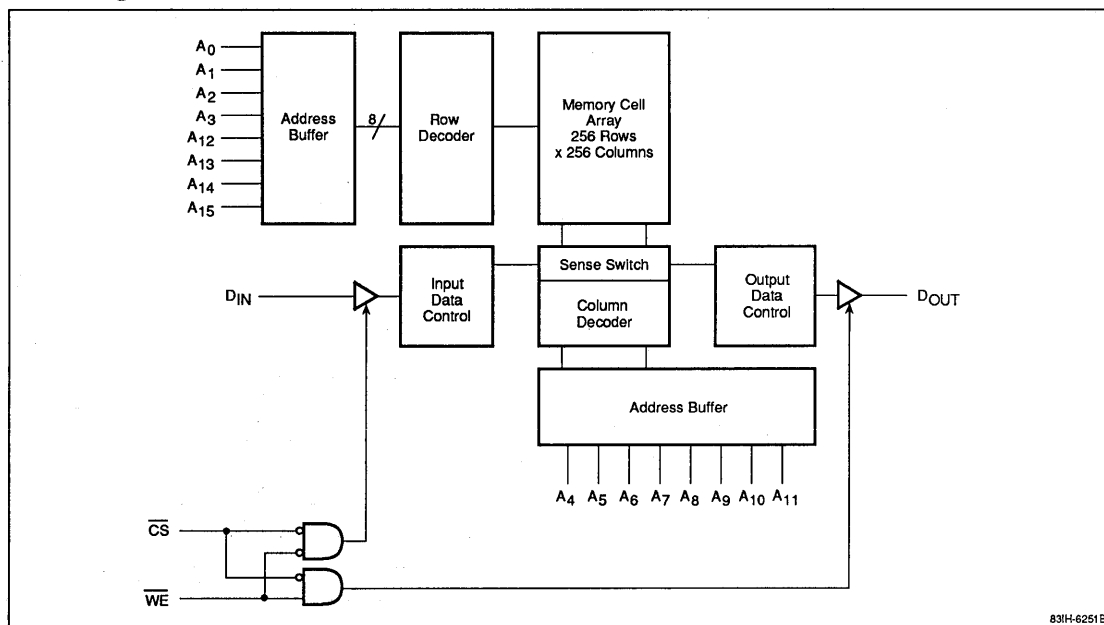 A0
A1
A2
A3
A12
A13
A14
A15
Address
Buffer
8
Row
Decoder
Memory Cell
Array
256 Rows
x 256 Columns
DIN
Input
Data
Control
Sense Switch
Column
Decoder
Output
Data
Control
DOUT
Address Buffer
A4 A5 A6 A7 A8 A9 A10 A11
CS
WE
83IH-6251B